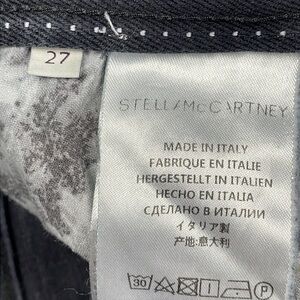 27
STELLA McCARTNEY
MADE IN ITALY
FABRIQUE EN ITALIE
HERGESTELLT IN ITALIEN
HECHO EN ITALIA
СДЕЛАНО В ИТАЛИИ
イタリア製
产地:意大利
30